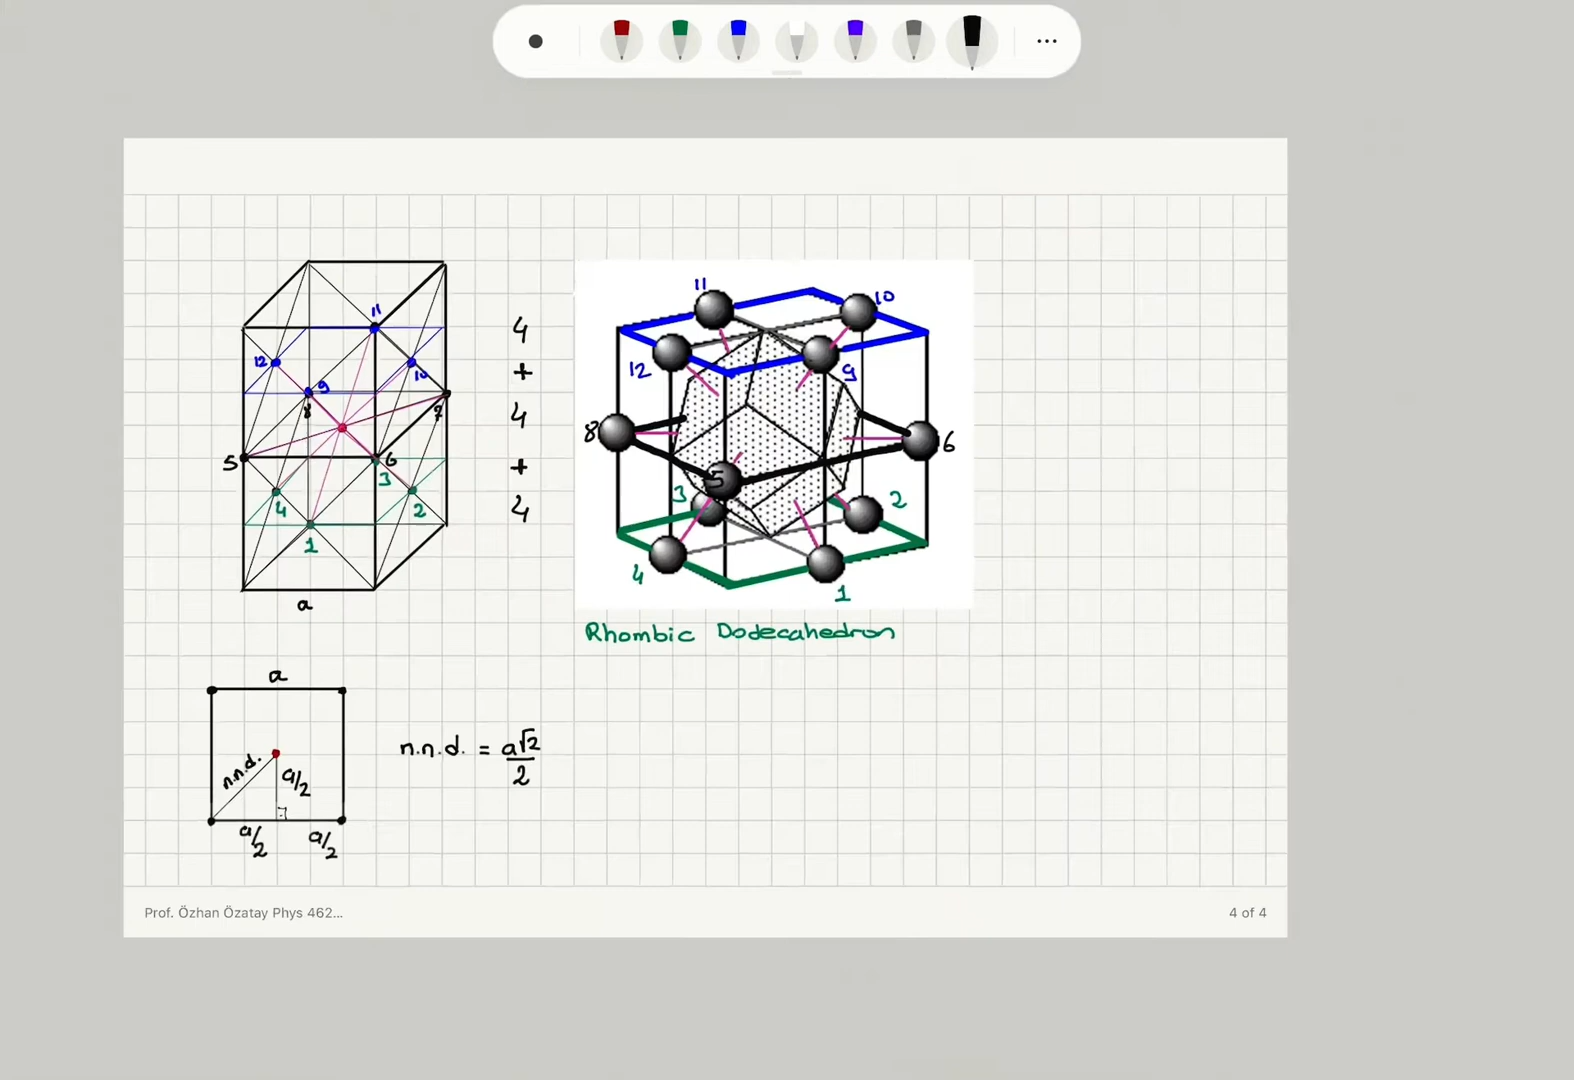 11
12
10
9
8
7
5
6
3
4
2
1
a
4
+
4
+
4
11
10
12
9
8
6
5
3
2
4
1
Rhombic Dodecahedron
a
n.n.d.
a/2
a/2
a/2
n.n.d. = a√2/2
Prof. Özhan Özatay Phys 462...
4 of 4